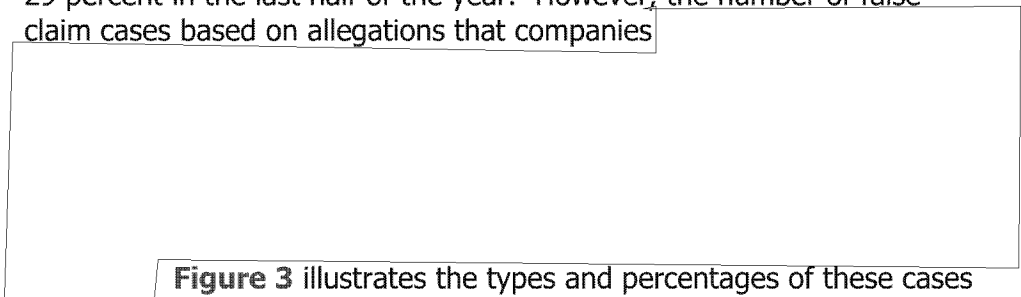 29 percent in the last half of the year. However, the number of false
claim cases based on allegations that companies
Figure 3 illustrates the types and percentages of these cases